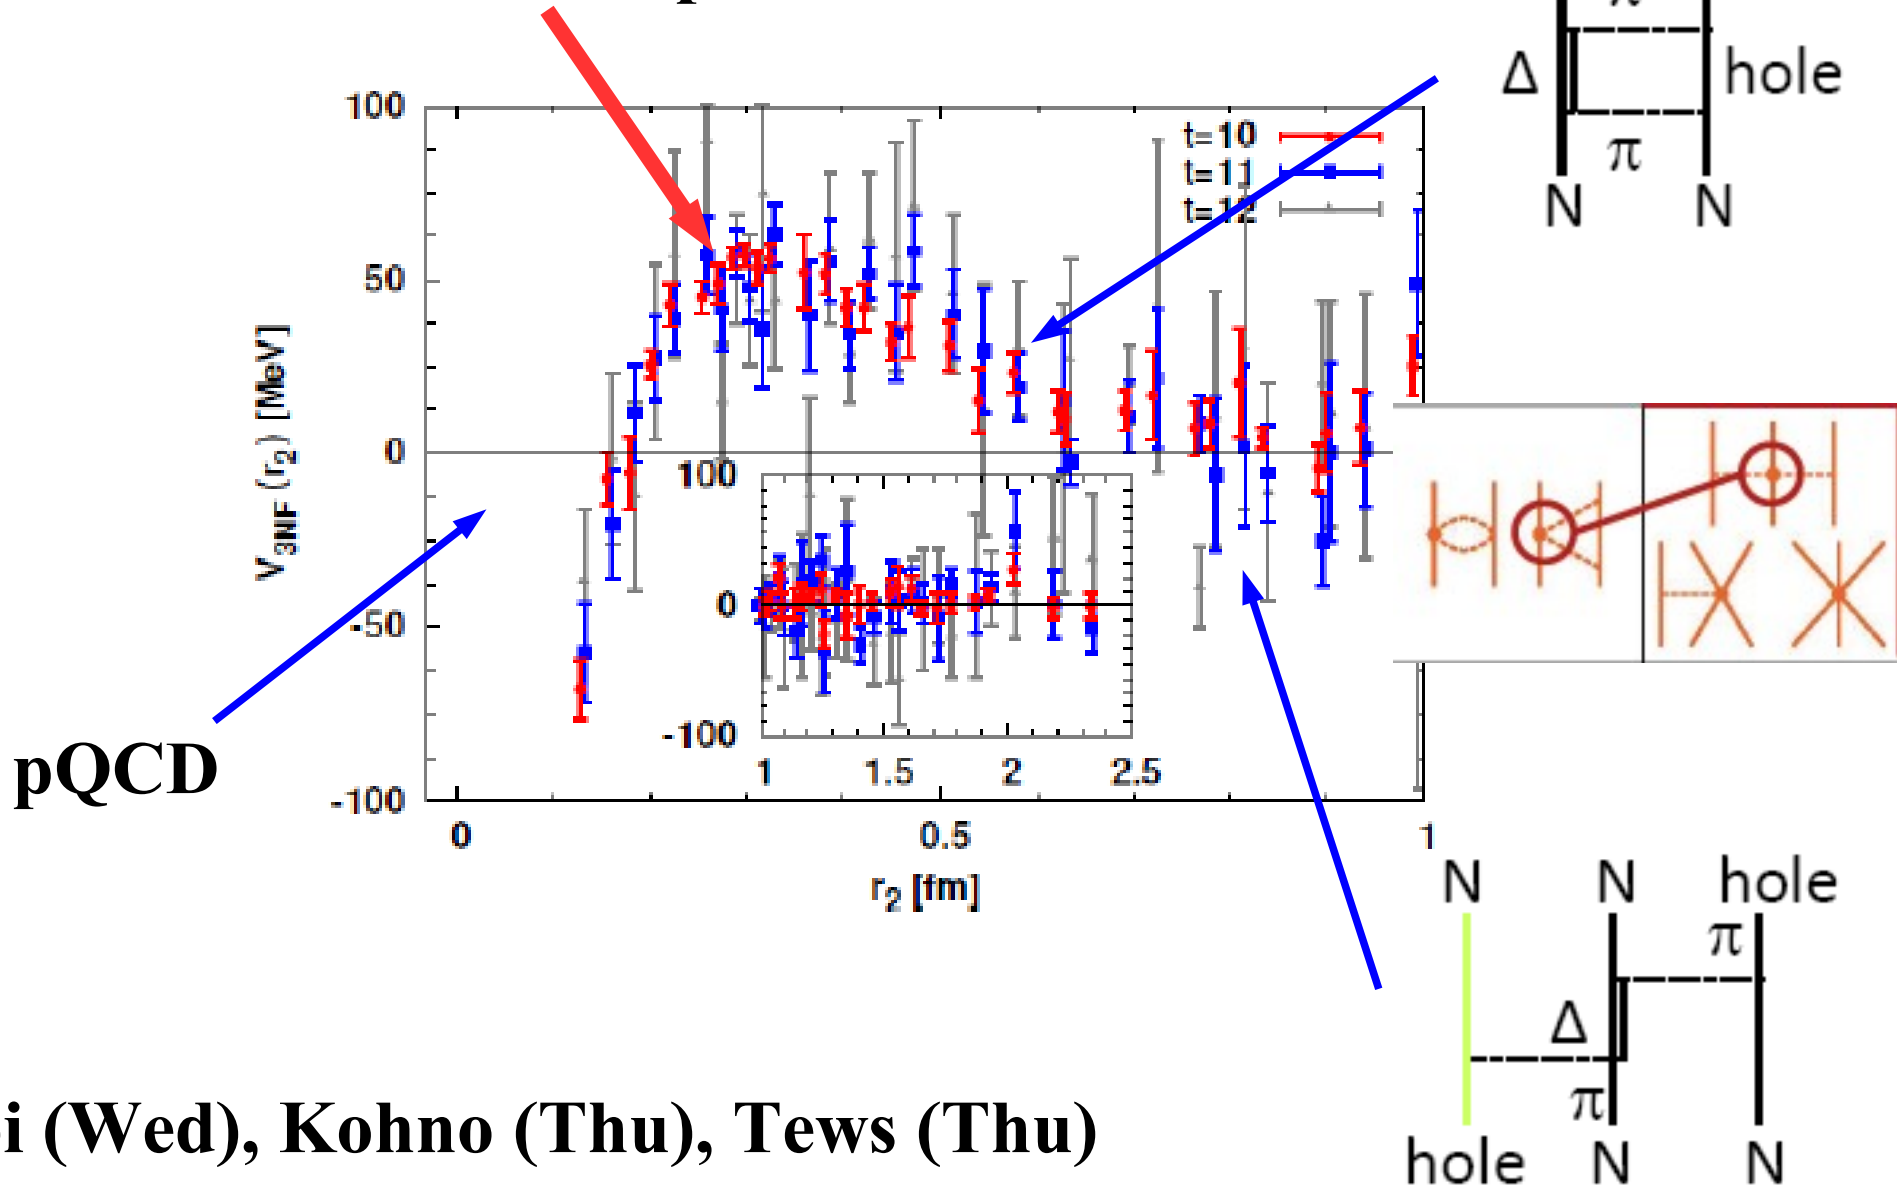 π
Δ
hole
π
N
N
100
50
0
-50
-100
V3NF (r2) [MeV]
t=10
t=11
t=12
100
0
-100
1
1.5
2
2.5
0
0.5
1
r2 [fm]
pQCD
N
N
hole
π
Δ
π
hole
N
N
i (Wed), Kohno (Thu), Tews (Thu)